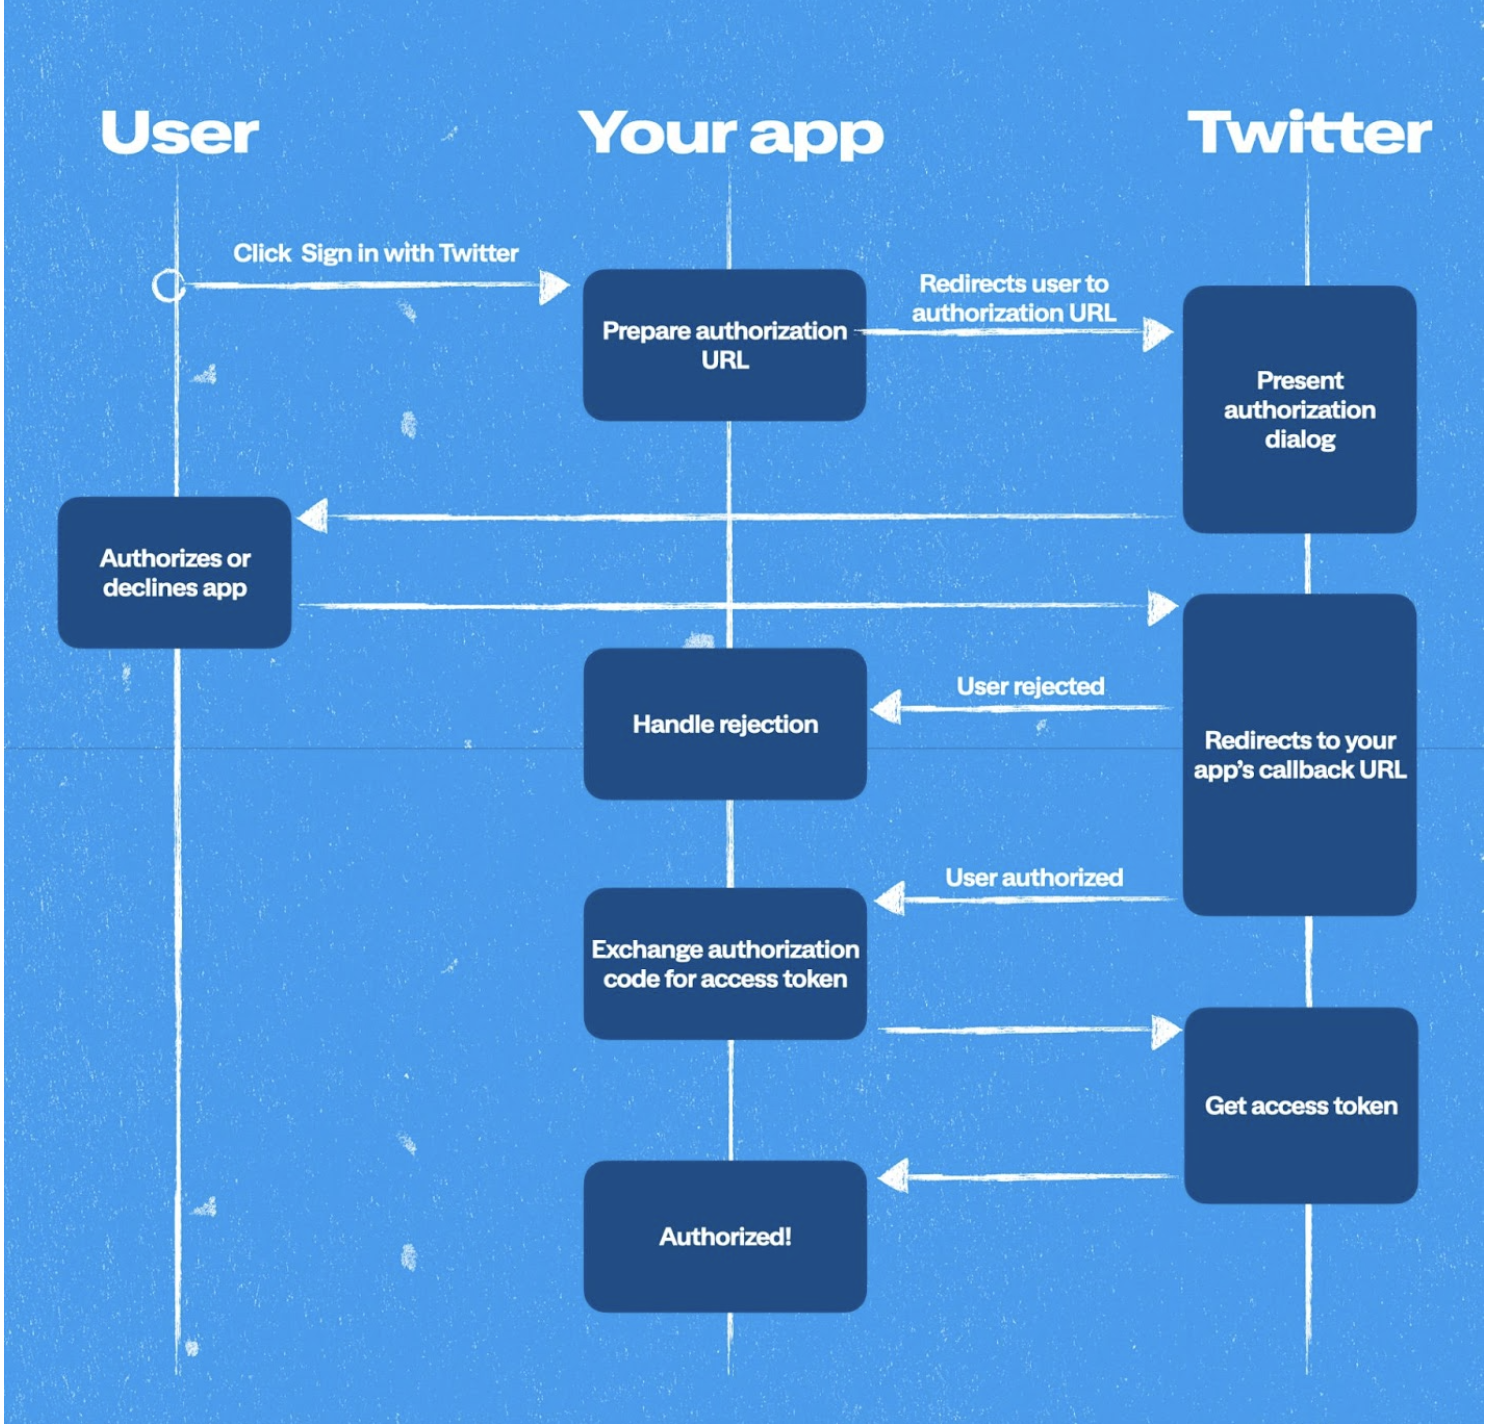 User
Your app
Twitter
Click Sign in with Twitter
Prepare authorization
URL
Redirects user to
authorization URL
Present
authorization
dialog
Authorizes or
declines app
Handle rejection
User rejected
Redirects to your
app's callback URL
User authorized
Exchange authorization
code for access token
Get access token
Authorized!